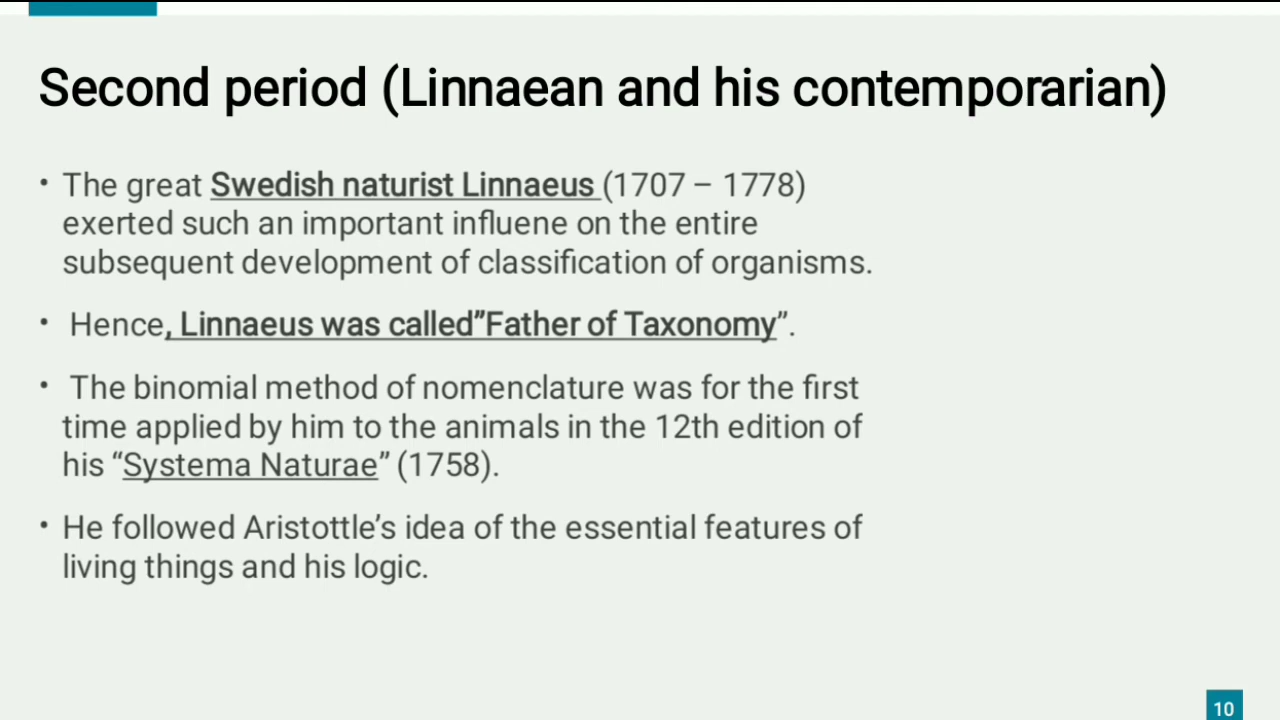 Second period (Linnaean and his contemporarian)
• The great Swedish naturist Linnaeus (1707 – 1778)
exerted such an important influene on the entire
subsequent development of classification of organisms.
• Hence, Linnaeus was called”Father of Taxonomy”.
• The binomial method of nomenclature was for the first
time applied by him to the animals in the 12th edition of
his “Systema Naturae” (1758).
• He followed Aristottle’s idea of the essential features of
living things and his logic.
10